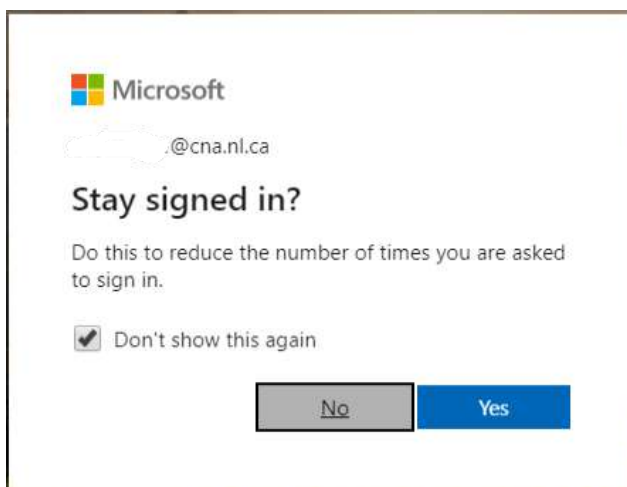 Microsoft
@cna.nl.ca
Stay signed in?
Do this to reduce the number of times you are asked
to sign in.
Don't show this again
No Yes